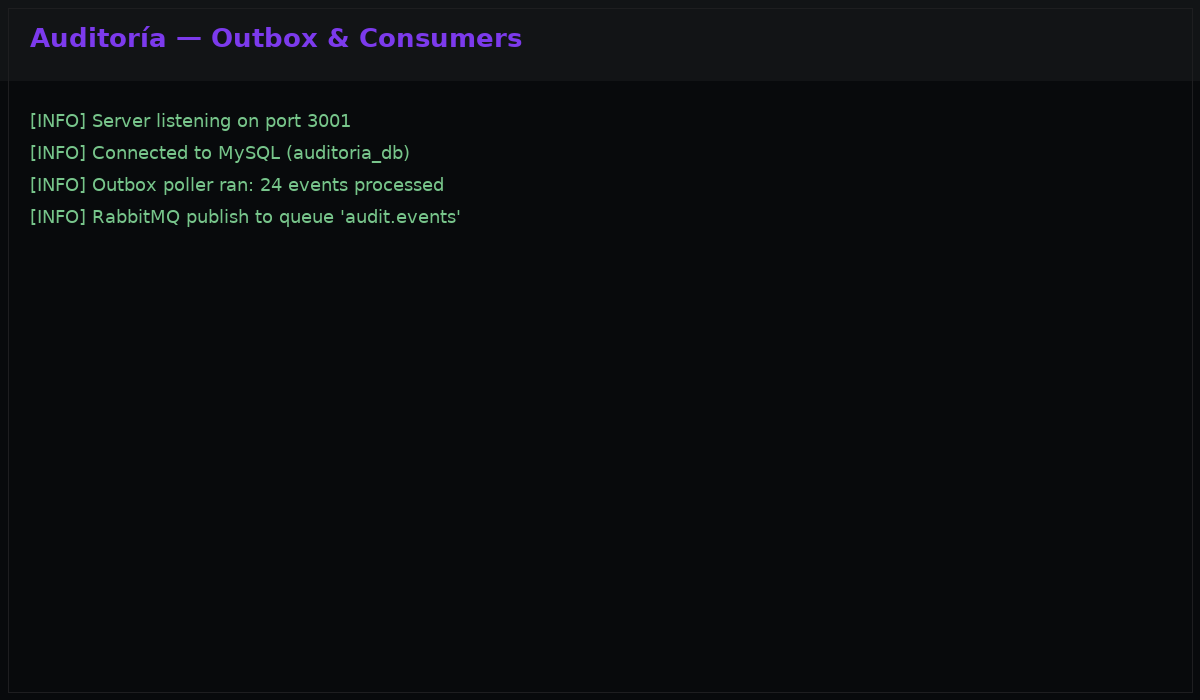 Auditoría — Outbox & Consumers
[INFO] Server listening on port 3001
[INFO] Connected to MySQL (auditoria_db)
[INFO] Outbox poller ran: 24 events processed
[INFO] RabbitMQ publish to queue 'audit.events'